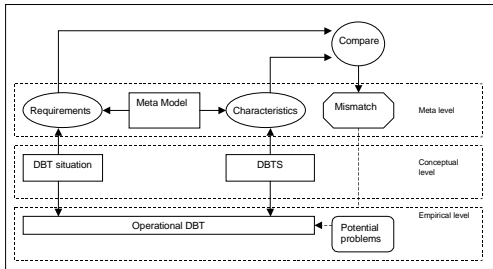 Compare
Requirements
Meta Model
Characteristics
Mismatch
Meta level
DBT situation
DBTS
Conceptual
level
Empirical level
Operational DBT
Potential
problems